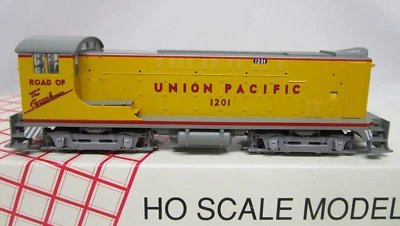 1201
ROAD OF
The
Streamliners
UNION PACIFIC
1201
HO SCALE MODEL